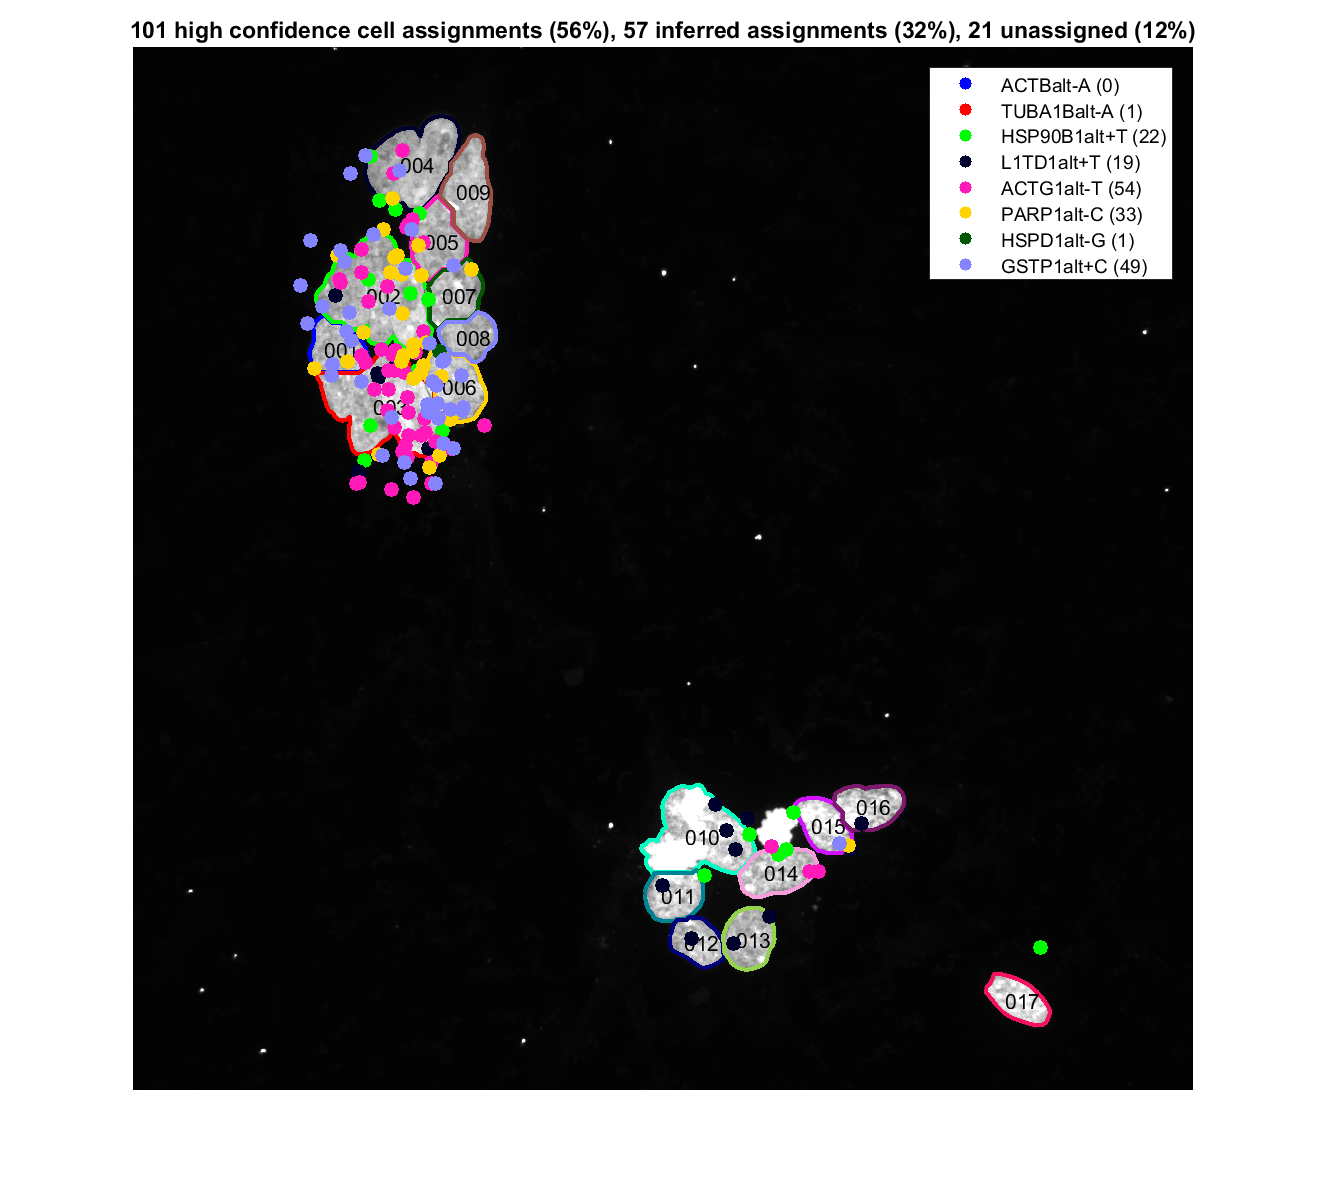 101 high confidence cell assignments (56%), 57 inferred assignments (32%), 21 unassigned (12%)
ACTBalt-A (0)
TUBA1Balt-A (1)
HSP90B1alt+T (22)
L1TD1alt+T (19)
ACTG1alt-T (54)
PARP1alt-C (33)
HSPD1alt-G (1)
GSTP1alt+C (49)
004
009
005
002
007
008
001
006
003
016
015
010
014
011
012
013
017